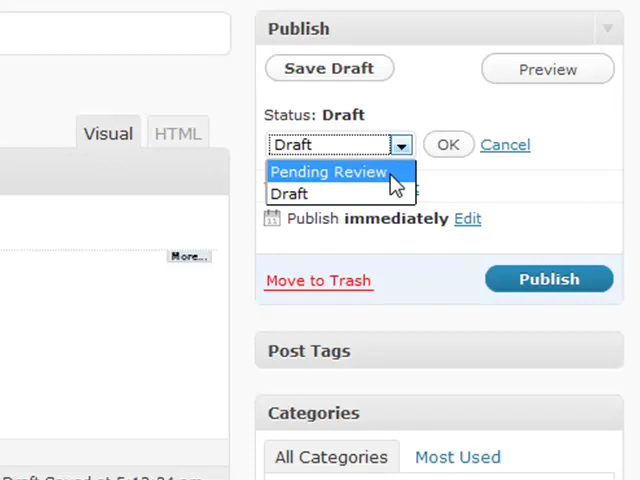 Publish
Save Draft
Preview
Status: Draft
Draft
OK
Cancel
Pending Review
Draft
Publish immediately Edit
Move to Trash
Publish
Visual
HTML
More...
Post Tags
Categories
All Categories
Most Used